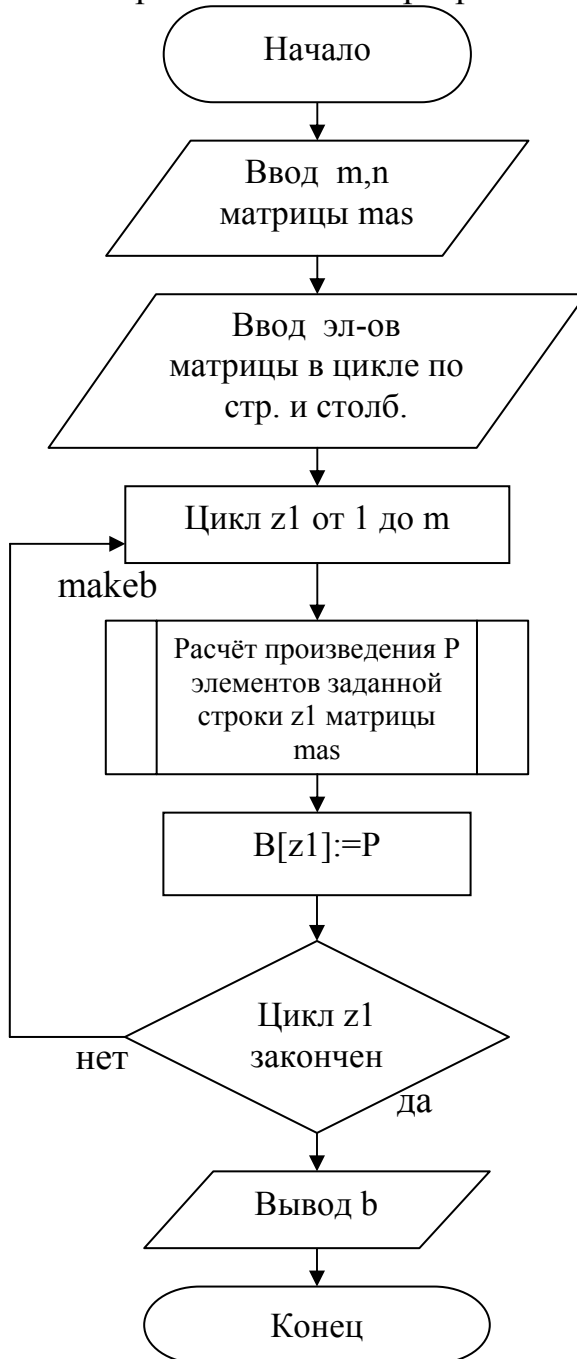 Начало
Ввод m,n
матрицы mas
Ввод эл-ов
матрицы в цикле по
стр. и столб.
Цикл z1 от 1 до m
makeb
Расчёт произведения P
элементов заданной
строки z1 матрицы
mas
B[z1]:=P
Цикл z1
закончен
нет
да
Вывод b
Конец